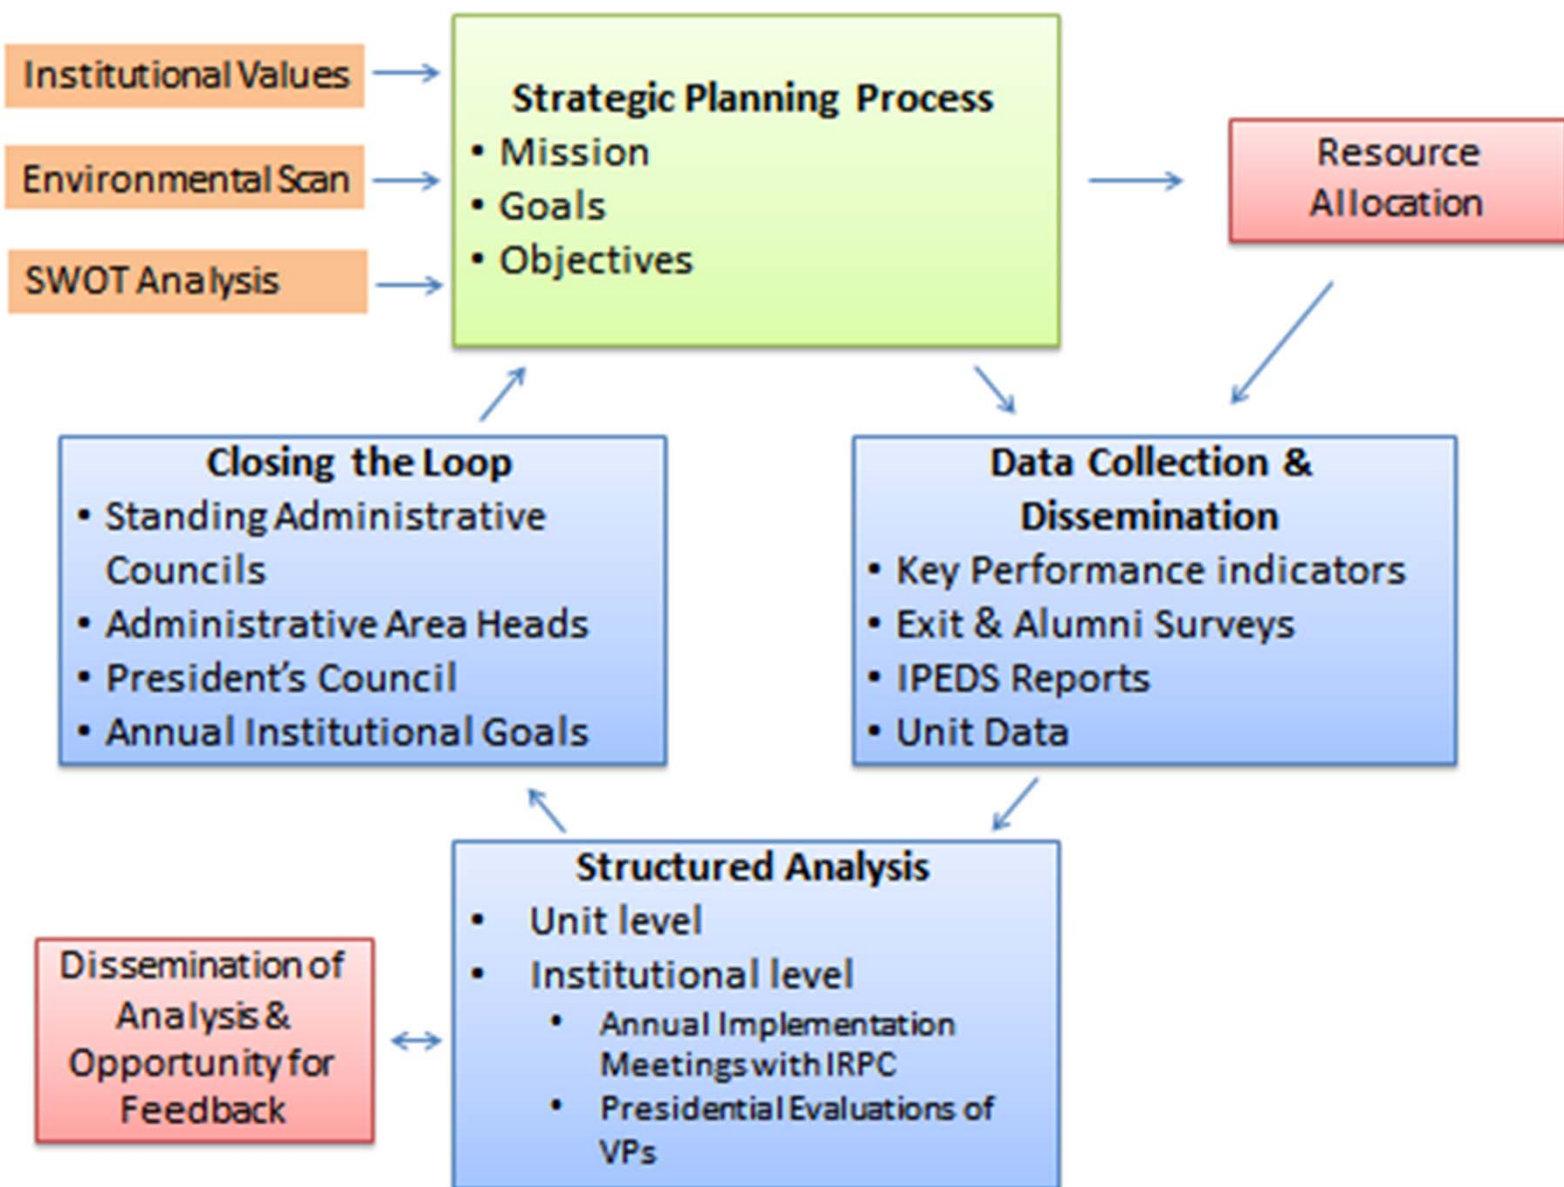 Institutional Values
Environmental Scan
SWOT Analysis
Strategic Planning Process
• Mission
• Goals
• Objectives
Resource
Allocation
Closing the Loop
• Standing Administrative
Councils
• Administrative Area Heads
• President's Council
• Annual Institutional Goals
Data Collection &
Dissemination
• Key Performance indicators
• Exit & Alumni Surveys
• IPEDS Reports
• Unit Data
Structured Analysis
• Unit level
• Institutional level
• Annual Implementation
Meetings with IRPC
• Presidential Evaluations of
VPs
Dissemination of
Analysis &
Opportunity for
Feedback